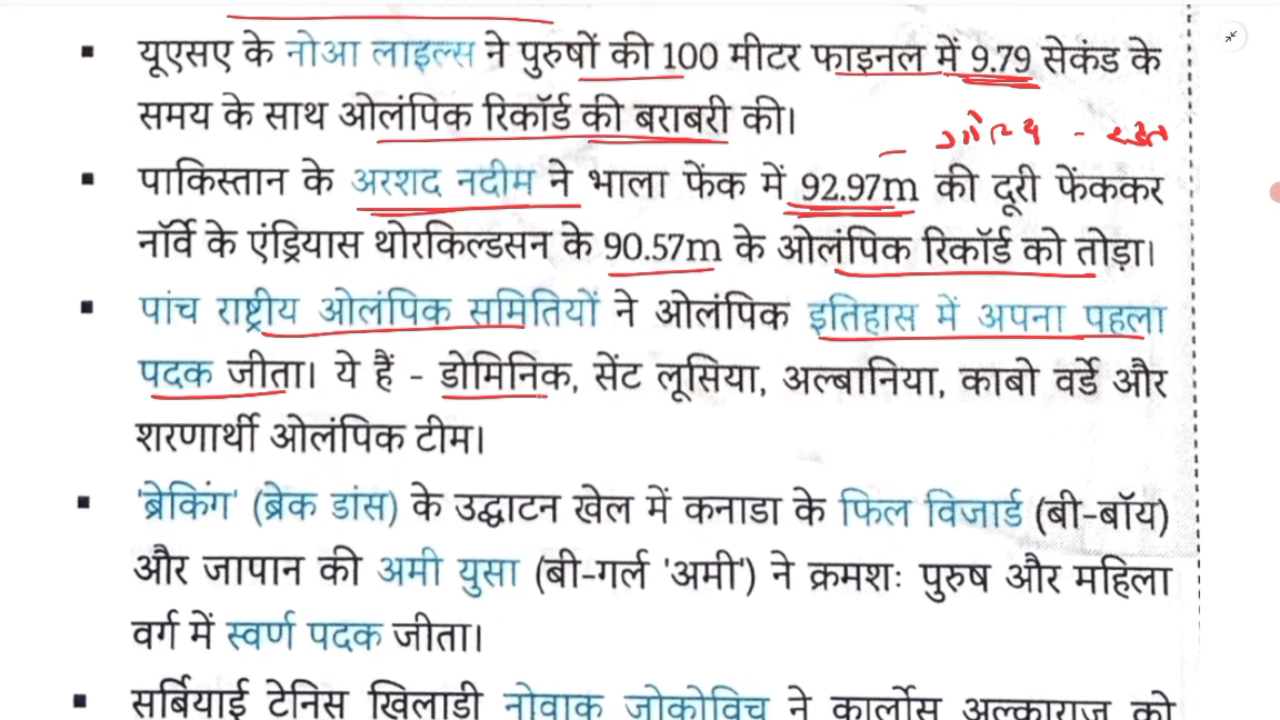 यूएसए के नोआ लाइल्स ने पुरुषों की 100 मीटर फाइनल में 9.79 सेकंड के
समय के साथ ओलंपिक रिकॉर्ड की बराबरी की।
पाकिस्तान के अरशद नदीम ने भाला फेंक में 92.97m की दूरी फेंककर
नॉर्वे के एंड्रियास थोरकिल्डसन के 90.57m के ओलंपिक रिकॉर्ड को तोड़ा।
पांच राष्ट्रीय ओलंपिक समितियों ने ओलंपिक इतिहास में अपना पहला
पदक जीता। ये हैं - डोमिनिक, सेंट लूसिया, अल्बानिया, काबो वर्डे और
शरणार्थी ओलंपिक टीम।
'ब्रेकिंग' (ब्रेक डांस) के उद्घाटन खेल में कनाडा के फिल विजार्ड (बी-बॉय)
और जापान की अमी युसा (बी-गर्ल 'अमी') ने क्रमशः पुरुष और महिला
वर्ग में स्वर्ण पदक जीता।
सर्बियाई टेनिस खिलाडी नोवाक जोकोविच ने कार्लोस अल्काराज को